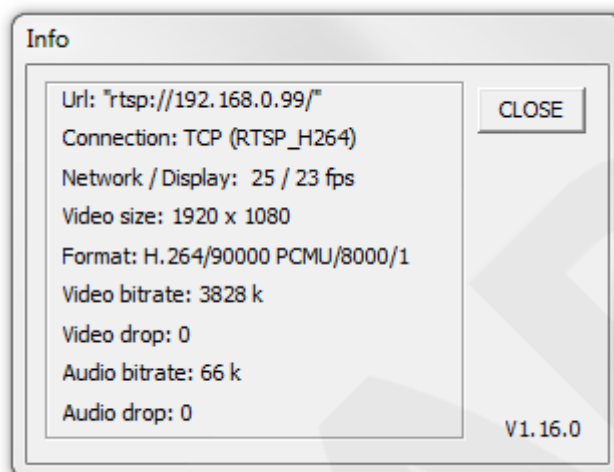 Info
Url: "rtsp://192.168.0.99/"
CLOSE
Connection: TCP (RTSP_H264)
Network / Display:  25 / 23 fps
Video size: 1920 x 1080
Format: H.264/90000 PCMU/8000/1
Video bitrate: 3828 k
Video drop: 0
Audio bitrate: 66 k
Audio drop: 0
V1.16.0